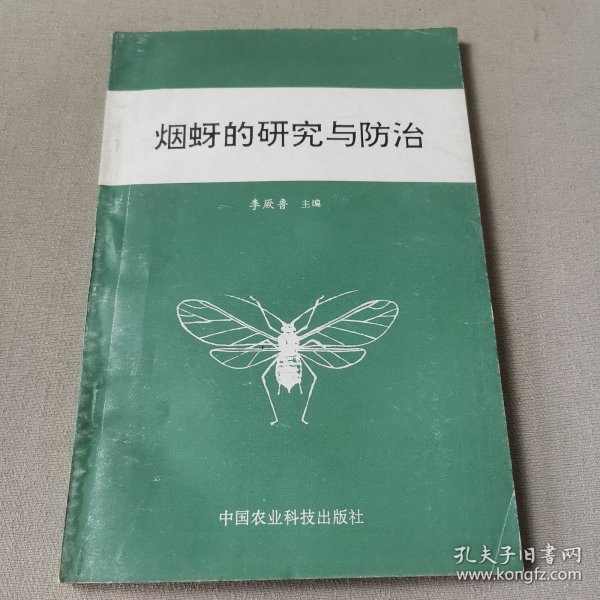 烟蚜的研究与防治
李厥鲁 主编
中国农业科技出版社
孔夫子旧书网
www.kongfz.com